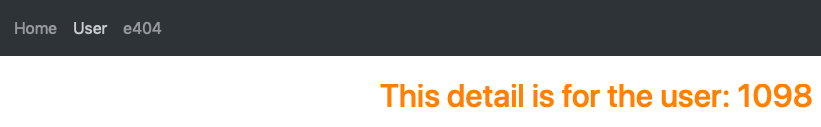 Home User e404
This detail is for the user: 1098